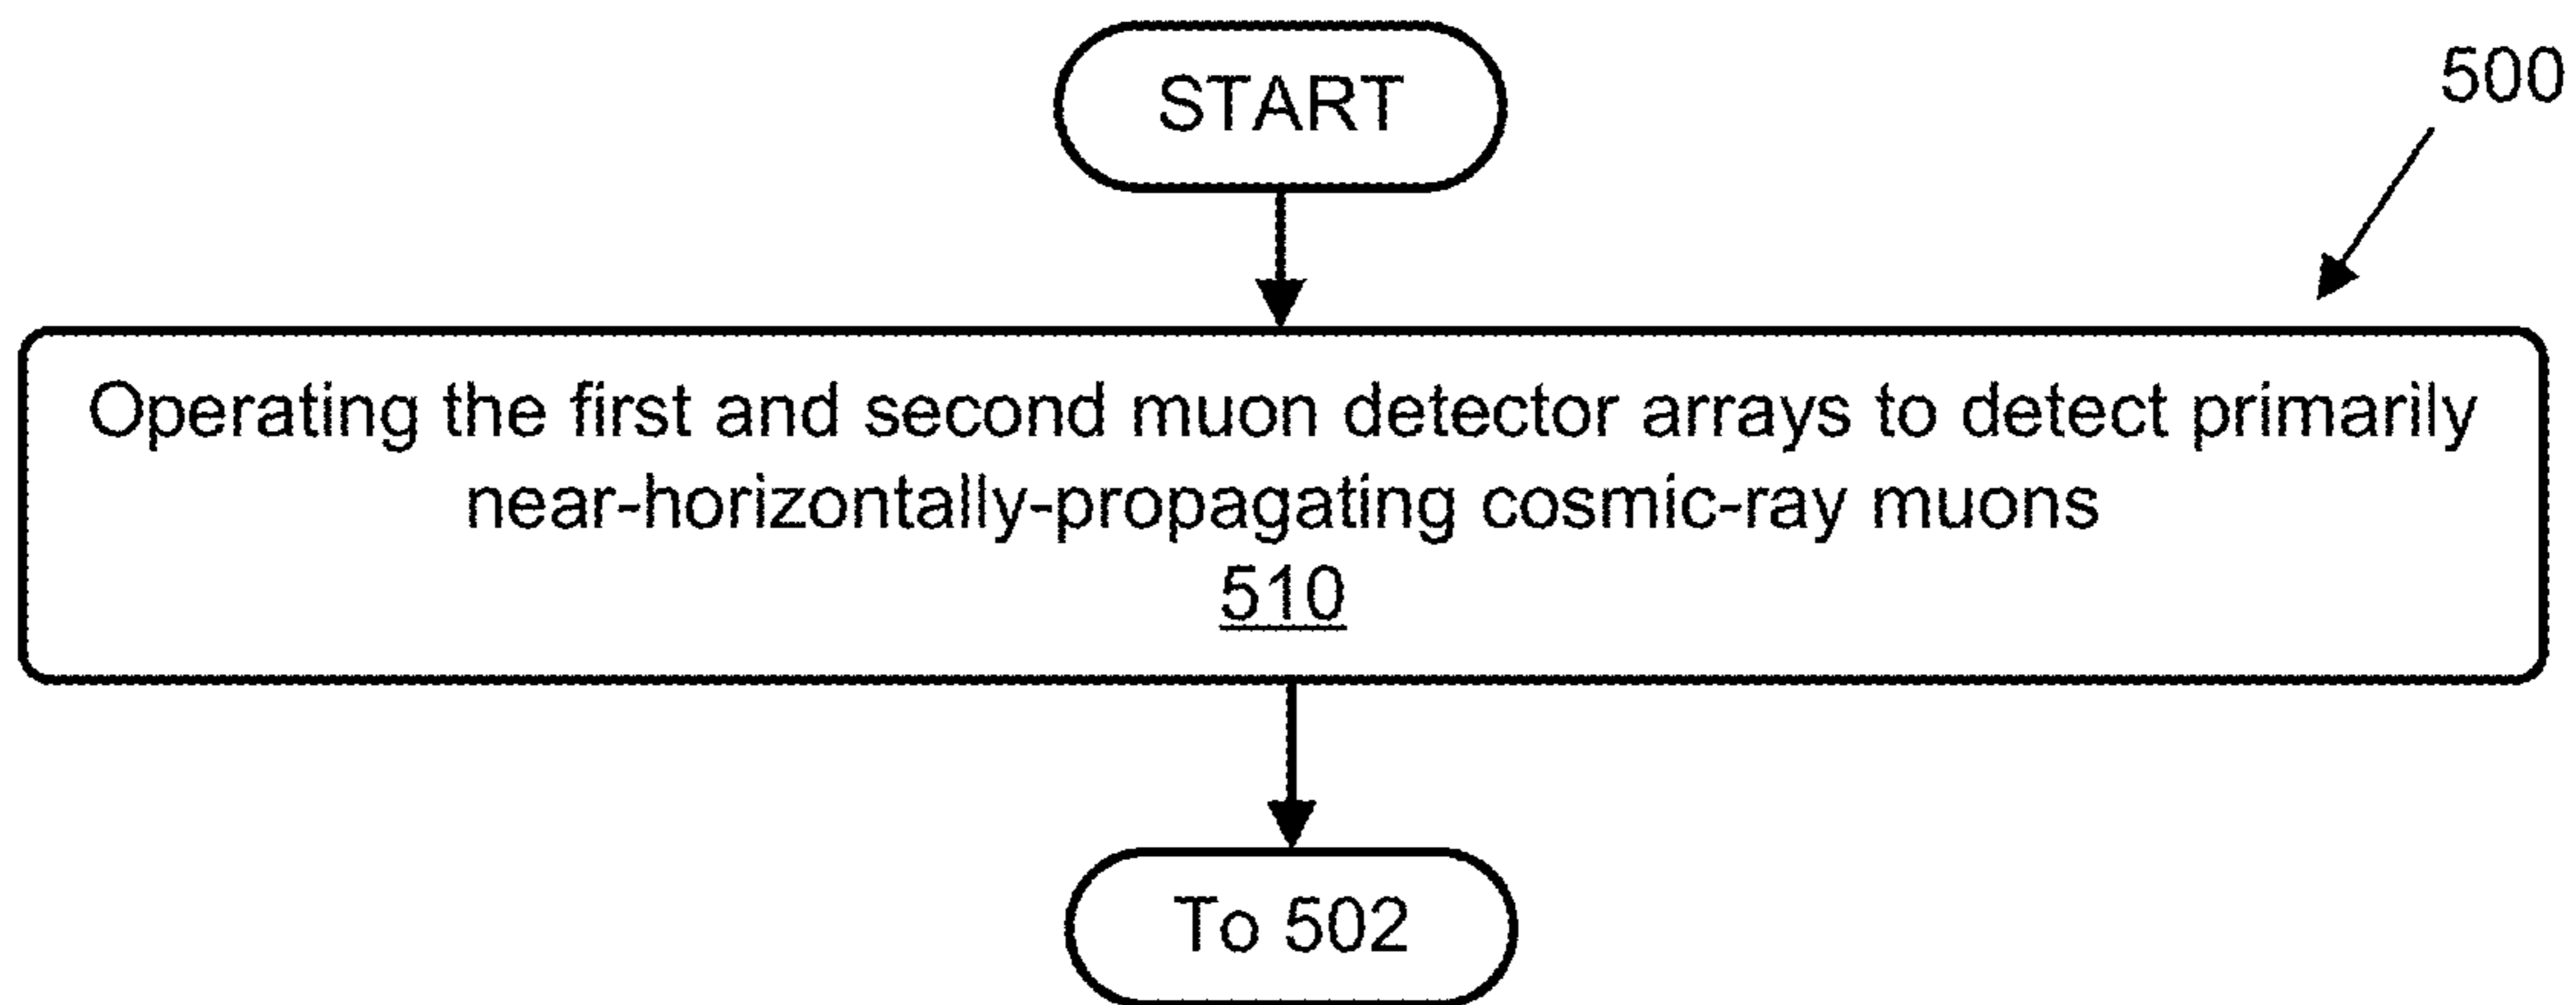 START
500
Operating the first and second muon detector arrays to detect primarily
near-horizontally-propagating cosmic-ray muons
510
To 502